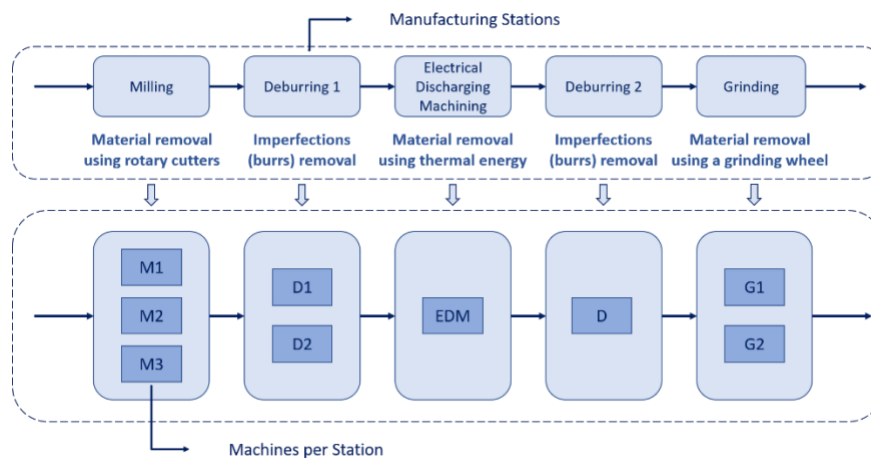 Manufacturing Stations
Milling
Deburring 1
Electrical
Discharging
Machining
Deburring 2
Grinding
Material removal
using rotary cutters
Imperfections
(burrs) removal
Material removal
using thermal energy
Imperfections
(burrs) removal
Material removal
using a grinding wheel
M1
M2
M3
D1
D2
EDM
D
G1
G2
Machines per Station